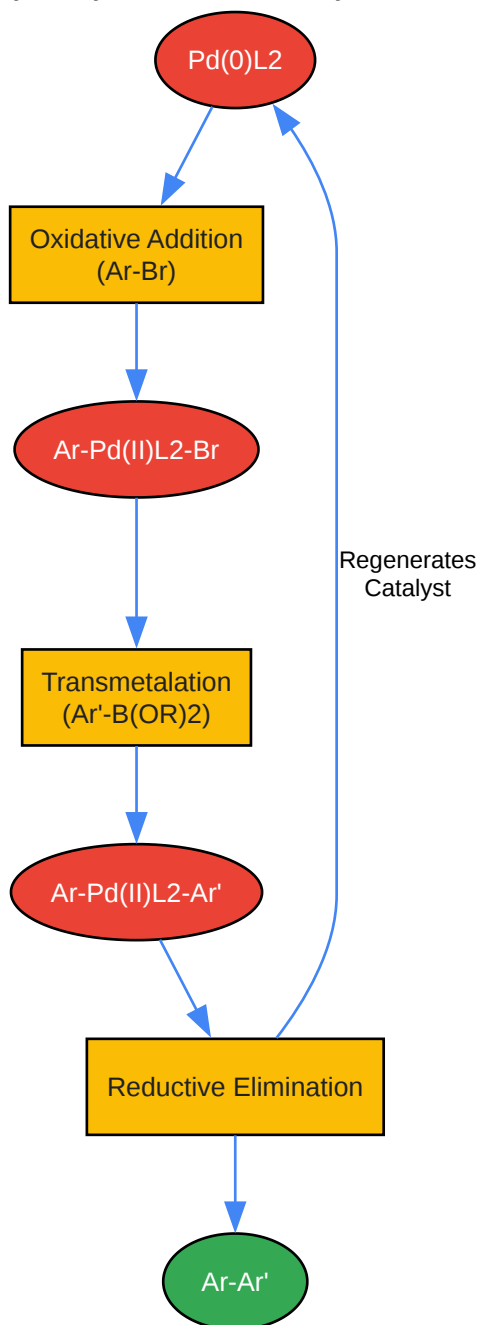 Pd(0)L2
Oxidative Addition
(Ar-Br)
Ar-Pd(II)L2-Br
Regenerates
Catalyst
Transmetalation
(Ar'-B(OR)2)
Ar-Pd(II)L2-Ar'
Reductive Elimination
Ar-Ar'